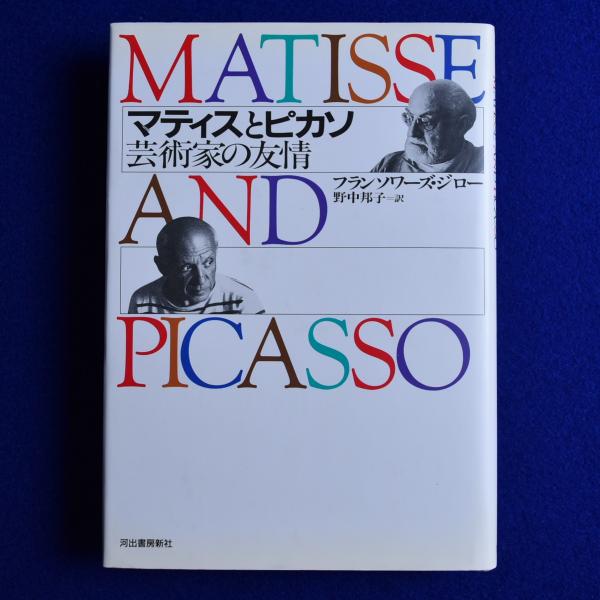 MATISSE
マティスとピカソ
芸術家の友情
フランソワーズ・ジロー
野中邦子=訳
AND
PICASSO
河出書房新社